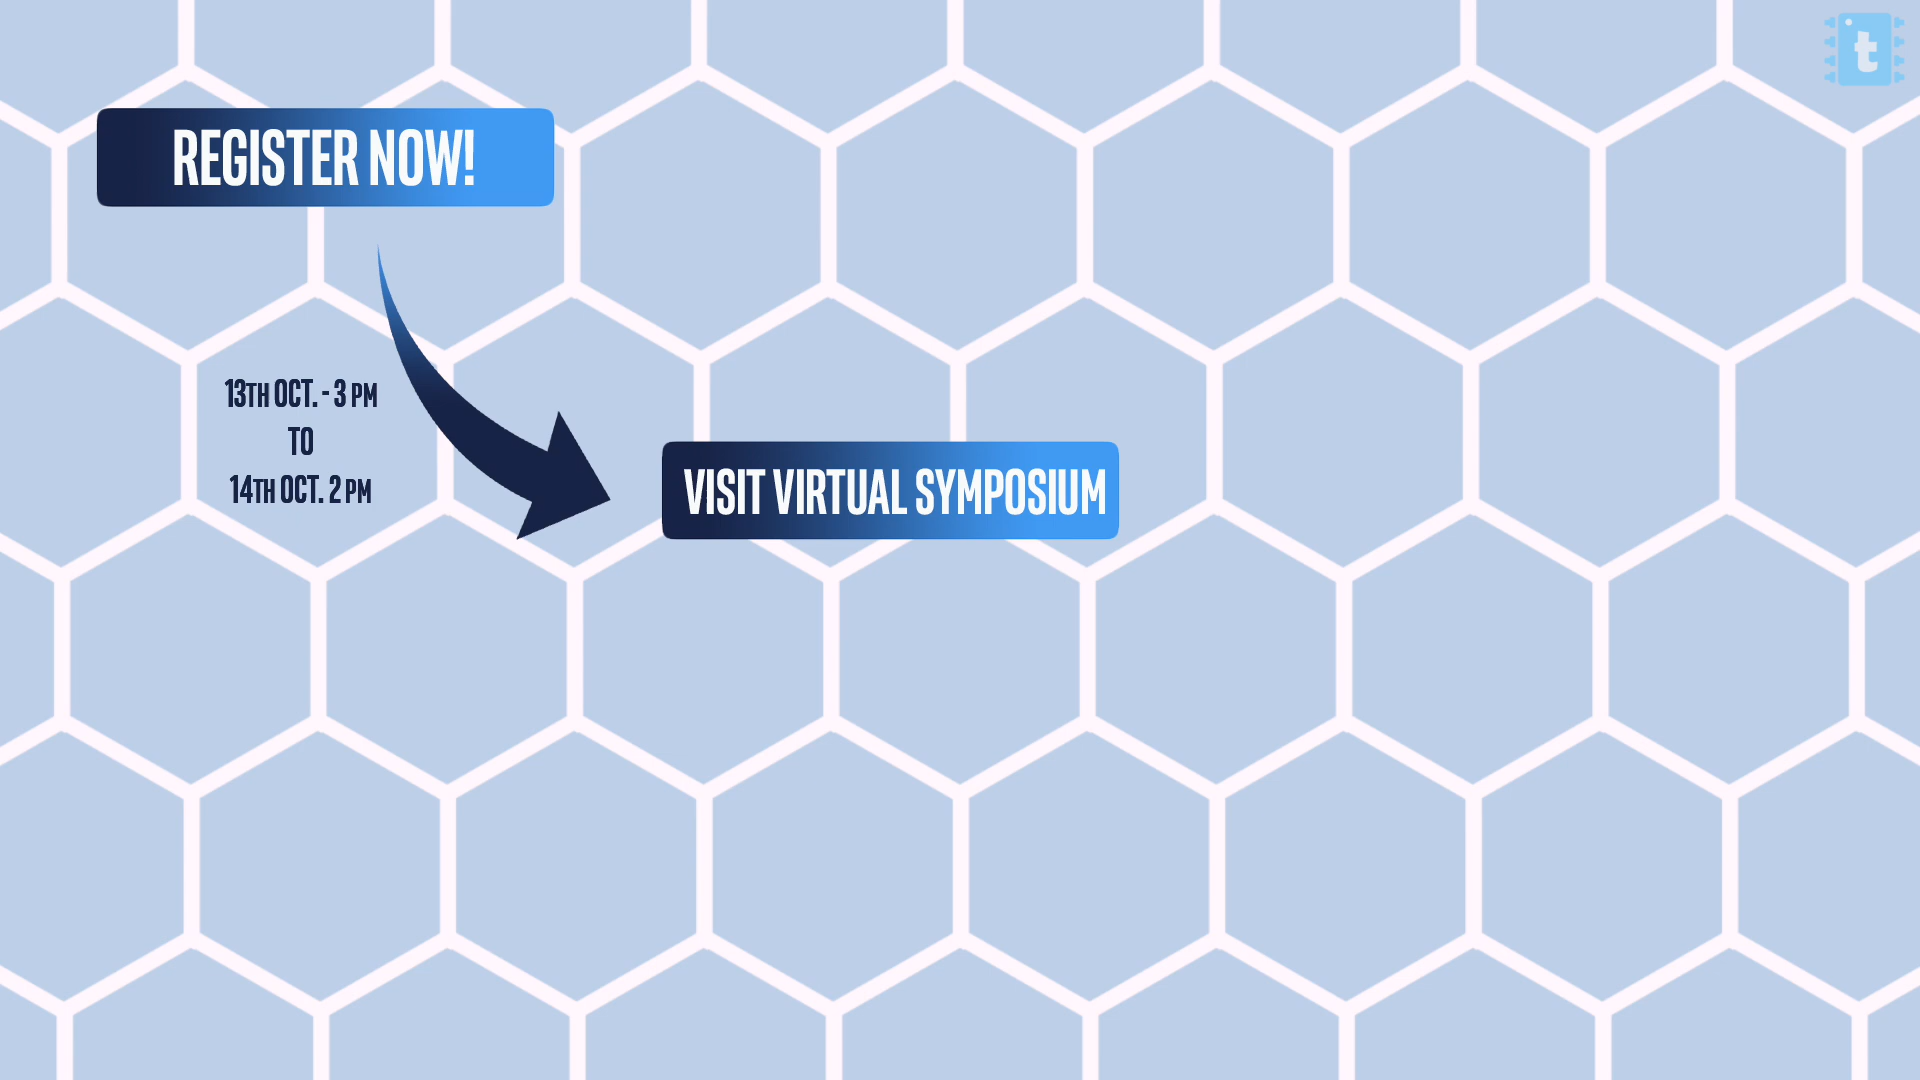 t
REGISTER NOW!
13TH OCT. - 3 PM
TO
14TH OCT. 2 PM
VISIT VIRTUAL SYMPOSIUM